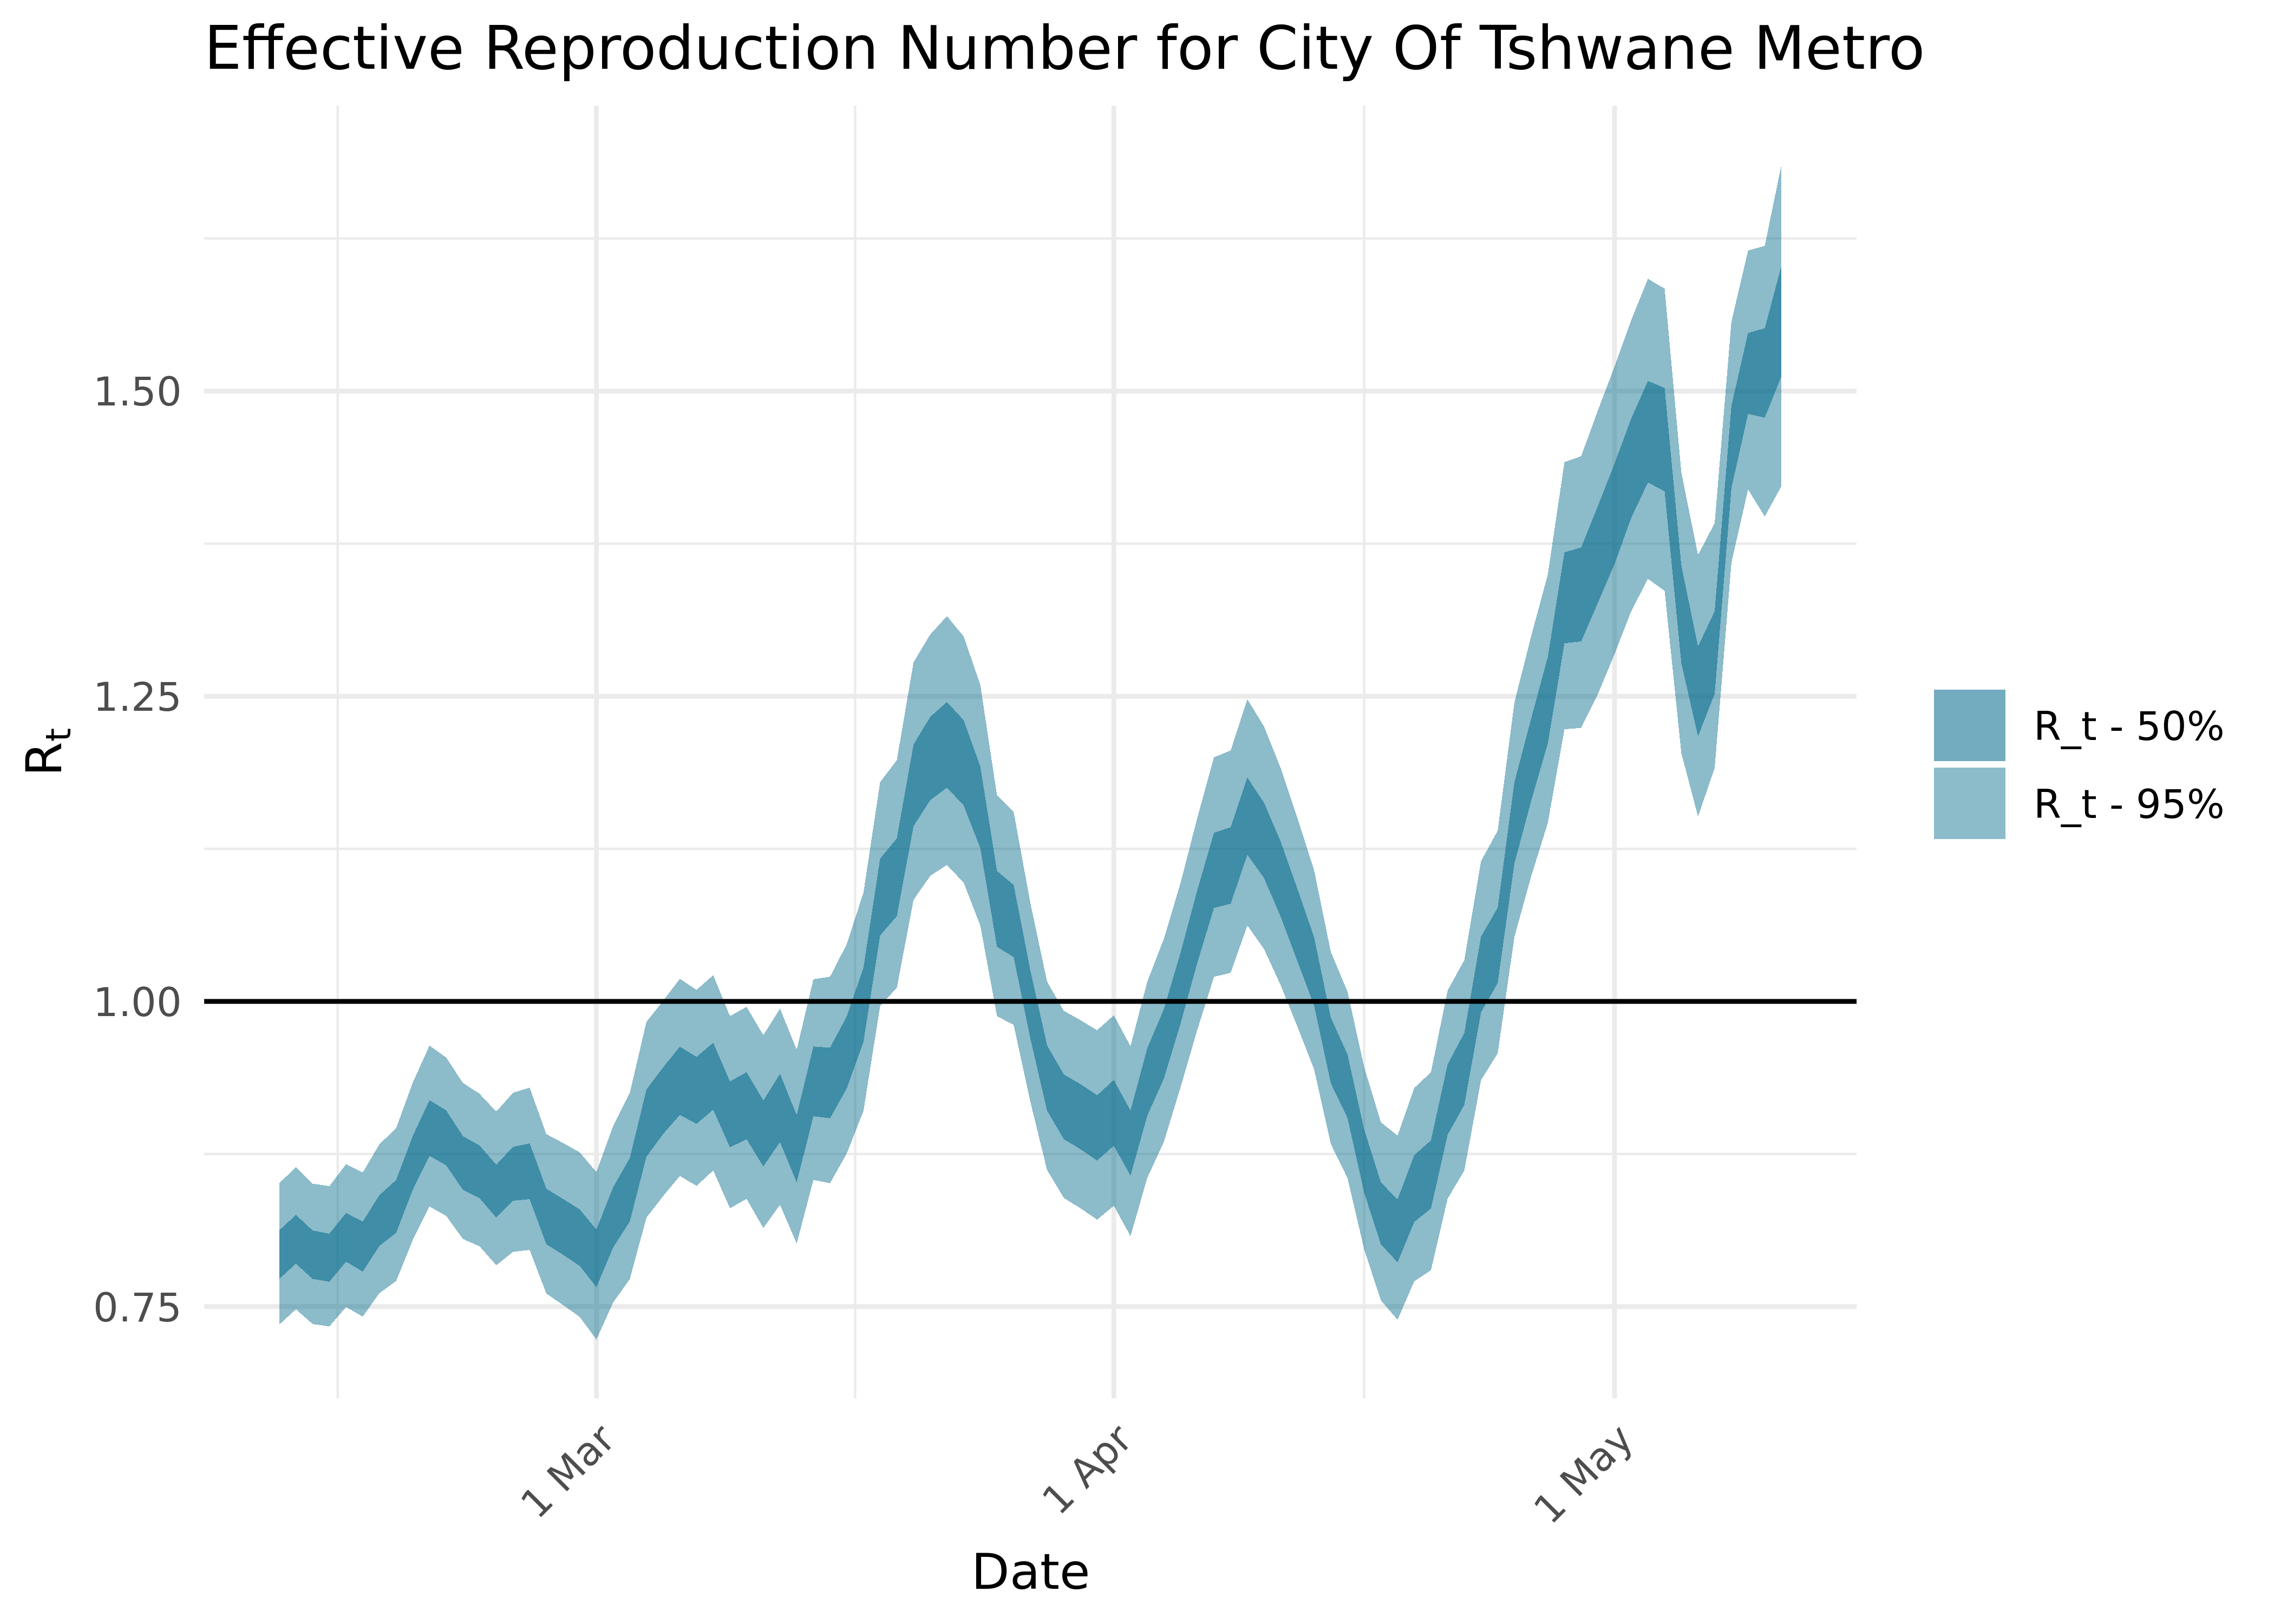 Effective Reproduction Number for City Of Tshwane Metro
Rt
1.50
1.25
1.00
0.75
1 Mar
1 Apr
1 May
Date
R_t - 50%
R_t - 95%